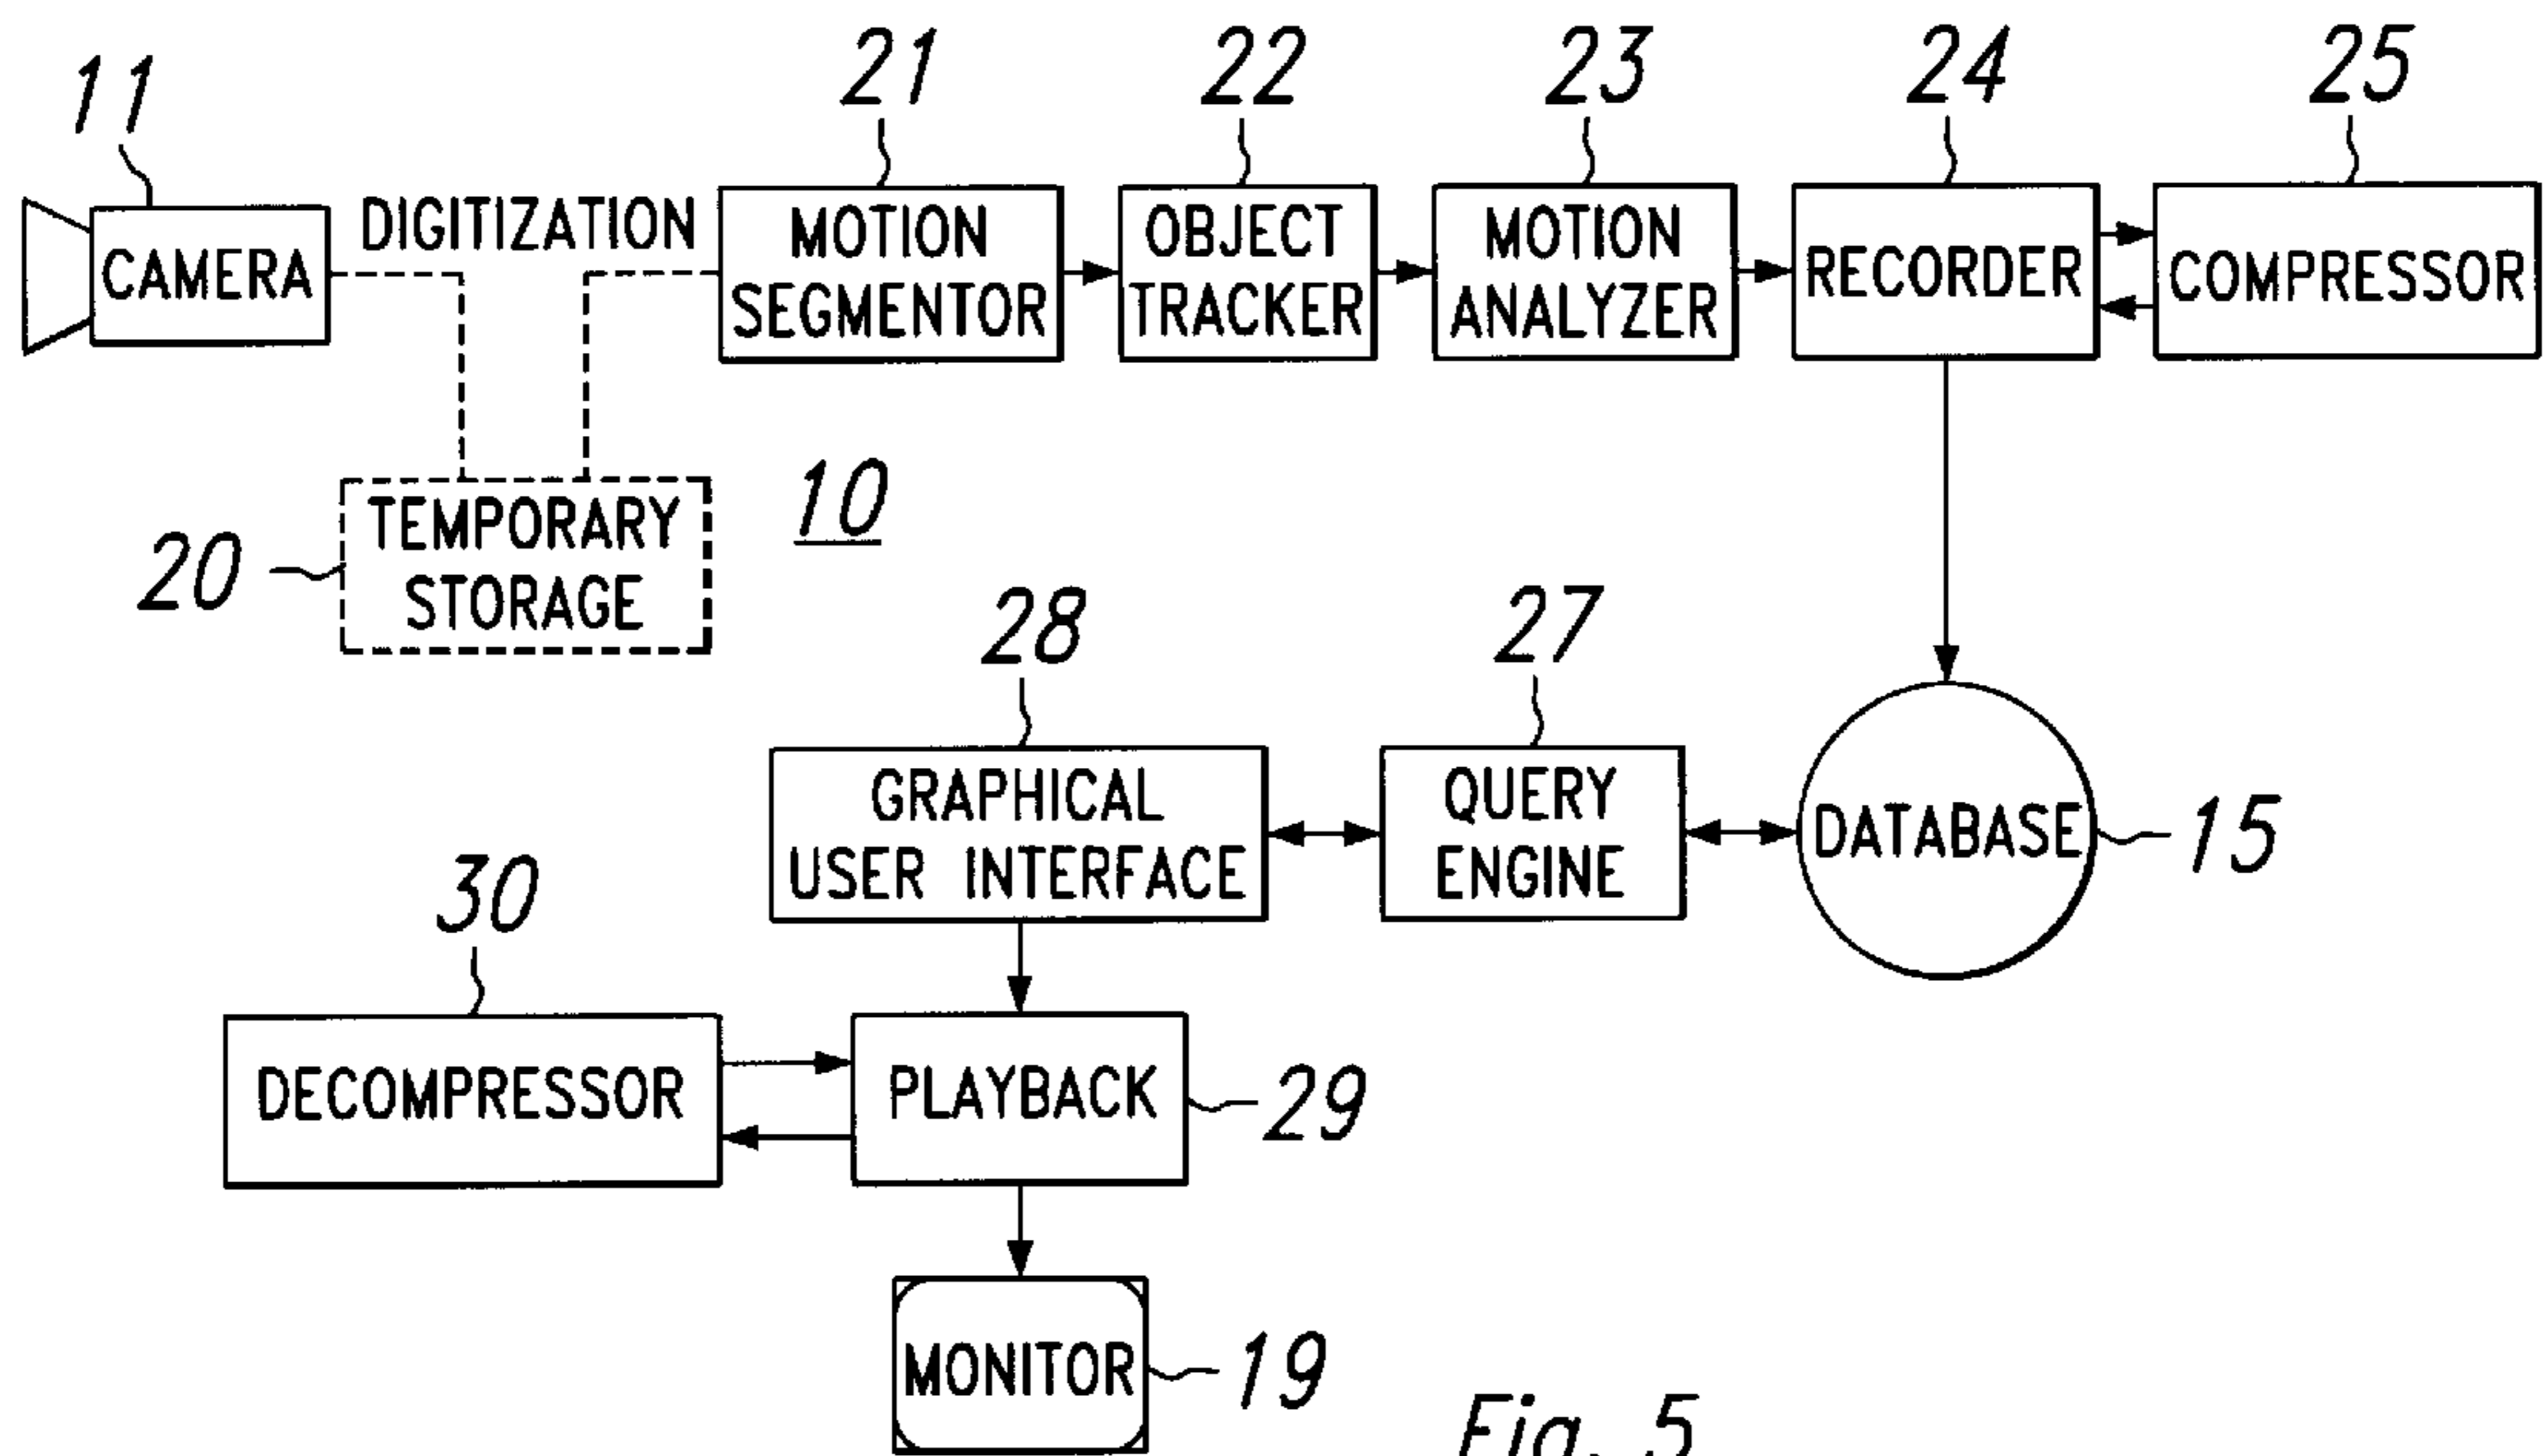 21
22
23
24
25
11
DIGITIZATION
CAMERA
MOTION
SEGMENTOR
OBJECT
TRACKER
MOTION
ANALYZER
RECORDER
COMPRESSOR
10
20
TEMPORARY
STORAGE
28
27
GRAPHICAL
USER INTERFACE
QUERY
ENGINE
DATABASE
15
30
DECOMPRESSOR
PLAYBACK
29
MONITOR
19
Fig. 5